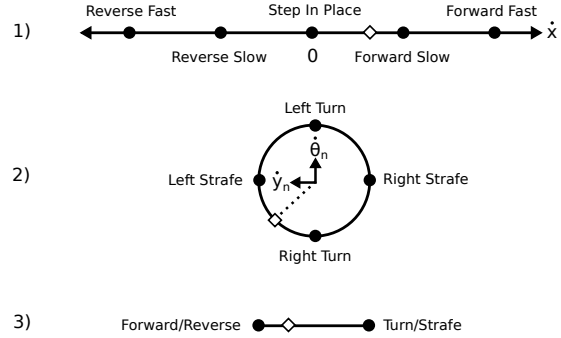 Reverse Fast Step In Place Forward Fast
1) ẋ
Reverse Slow 0 Forward Slow
Left Turn
θ̇ₙ
2) Left Strafe ẏₙ Right Strafe
Right Turn
3) Forward/Reverse Turn/Strafe